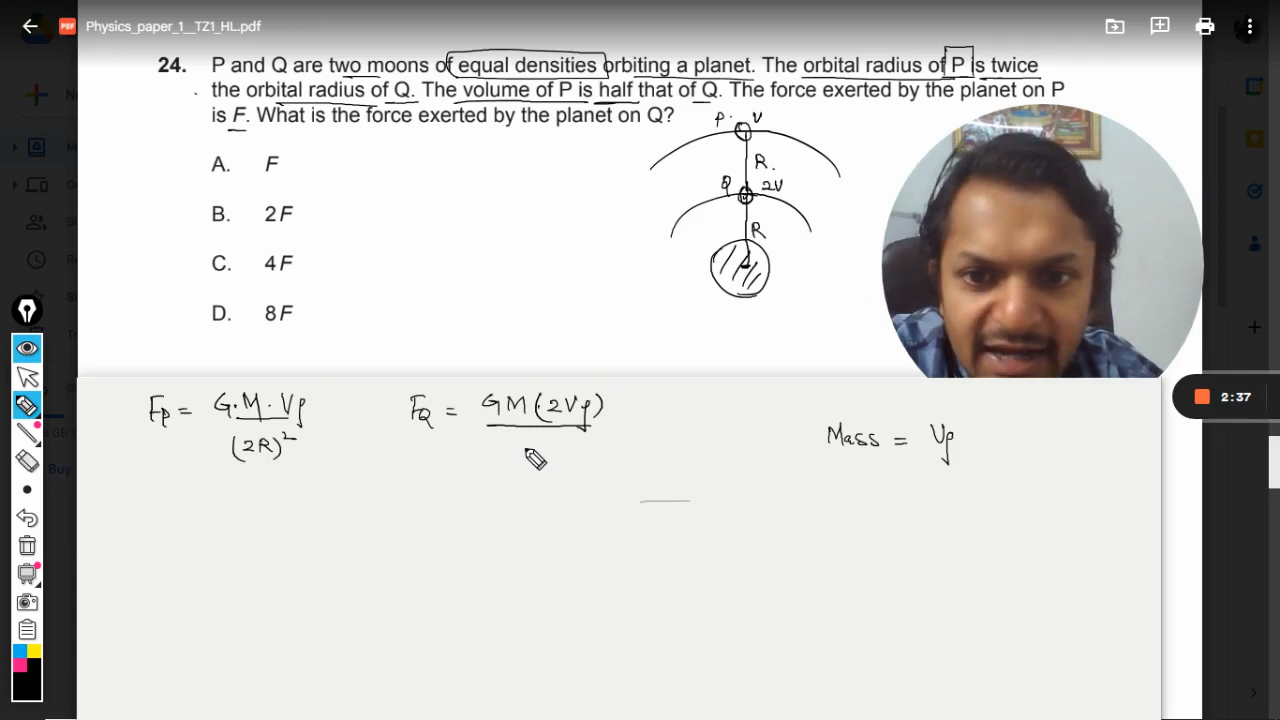 Physics_paper_1__TZ1_HL.pdf
24. P and Q are two moons of equal densities orbiting a planet. The orbital radius of P is twice
the orbital radius of Q. The volume of P is half that of Q. The force exerted by the planet on P
is F. What is the force exerted by the planet on Q?
A. F
B. 2F
C. 4F
D. 8F
P. V
R.
Q 2V
R
Fp = G.M.Vρ / (2R)²
FQ = GM(.2Vρ)
Mass = Vρ
2:37